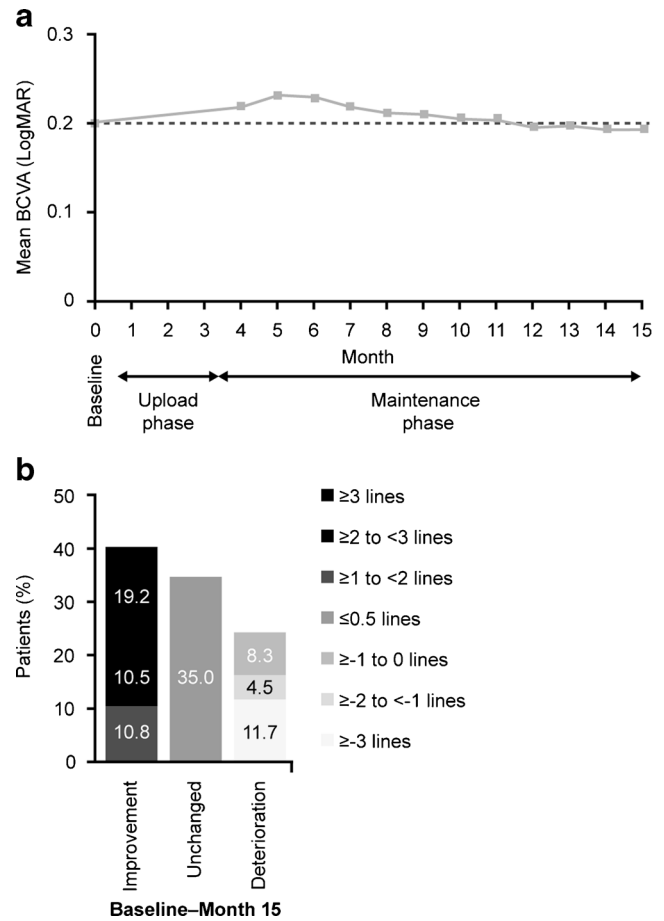 a
0.3
0.2
0.1
0
Mean BCVA (LogMAR)
0 1 2 3 4 5 6 7 8 9 10 11 12 13 14 15
Month
Baseline
Upload
phase
Maintenance
phase
b
50
40
30
20
10
0
Patients (%)
19.2
10.5
10.8
35.0
8.3
4.5
11.7
Improvement
Unchanged
Deterioration
Baseline–Month 15
≥3 lines
≥2 to <3 lines
≥1 to <2 lines
≤0.5 lines
≥-1 to 0 lines
≥-2 to <-1 lines
≥-3 lines